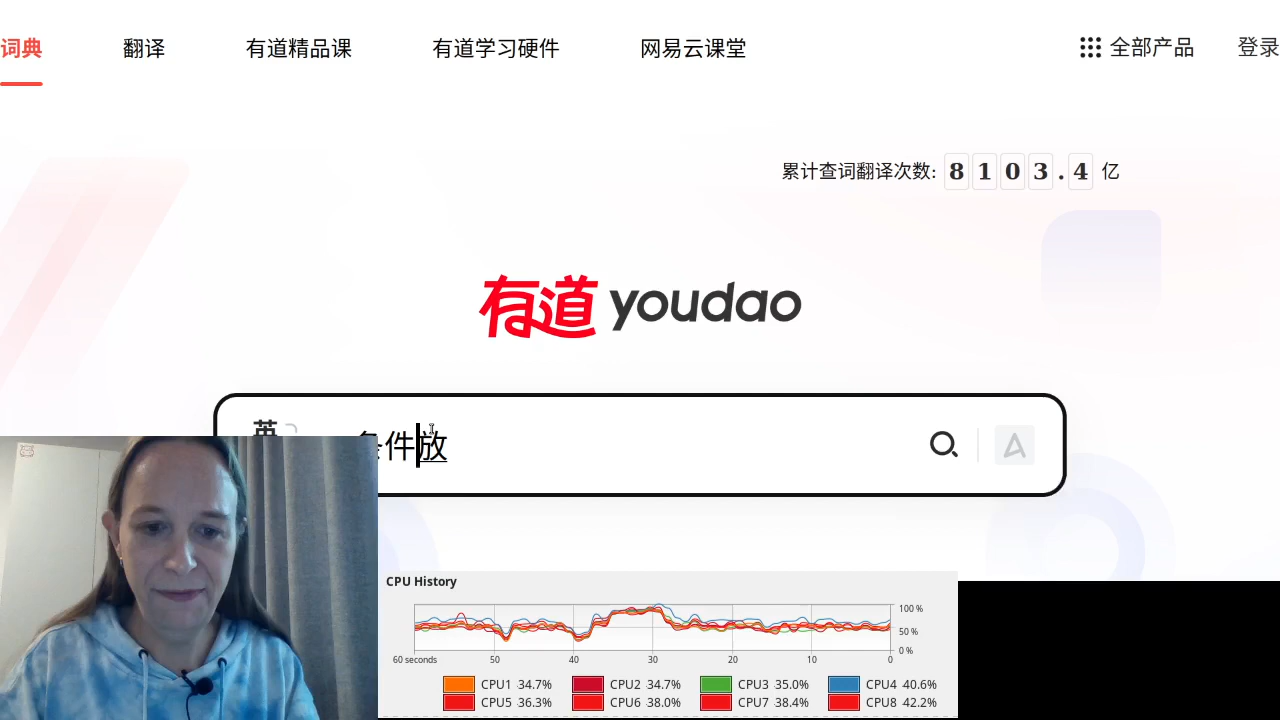 词典 翻译 有道精品课 有道学习硬件 网易云课堂 全部产品 登录
累计查词翻译次数: 8103.4 亿
有道 youdao
英 条件放
CPU History
100 %
50 %
0 %
60 seconds 50 40 30 20 10 0
CPU1 34.7% CPU2 34.7% CPU3 35.0% CPU4 40.6%
CPU5 36.3% CPU6 38.0% CPU7 38.4% CPU8 42.2%